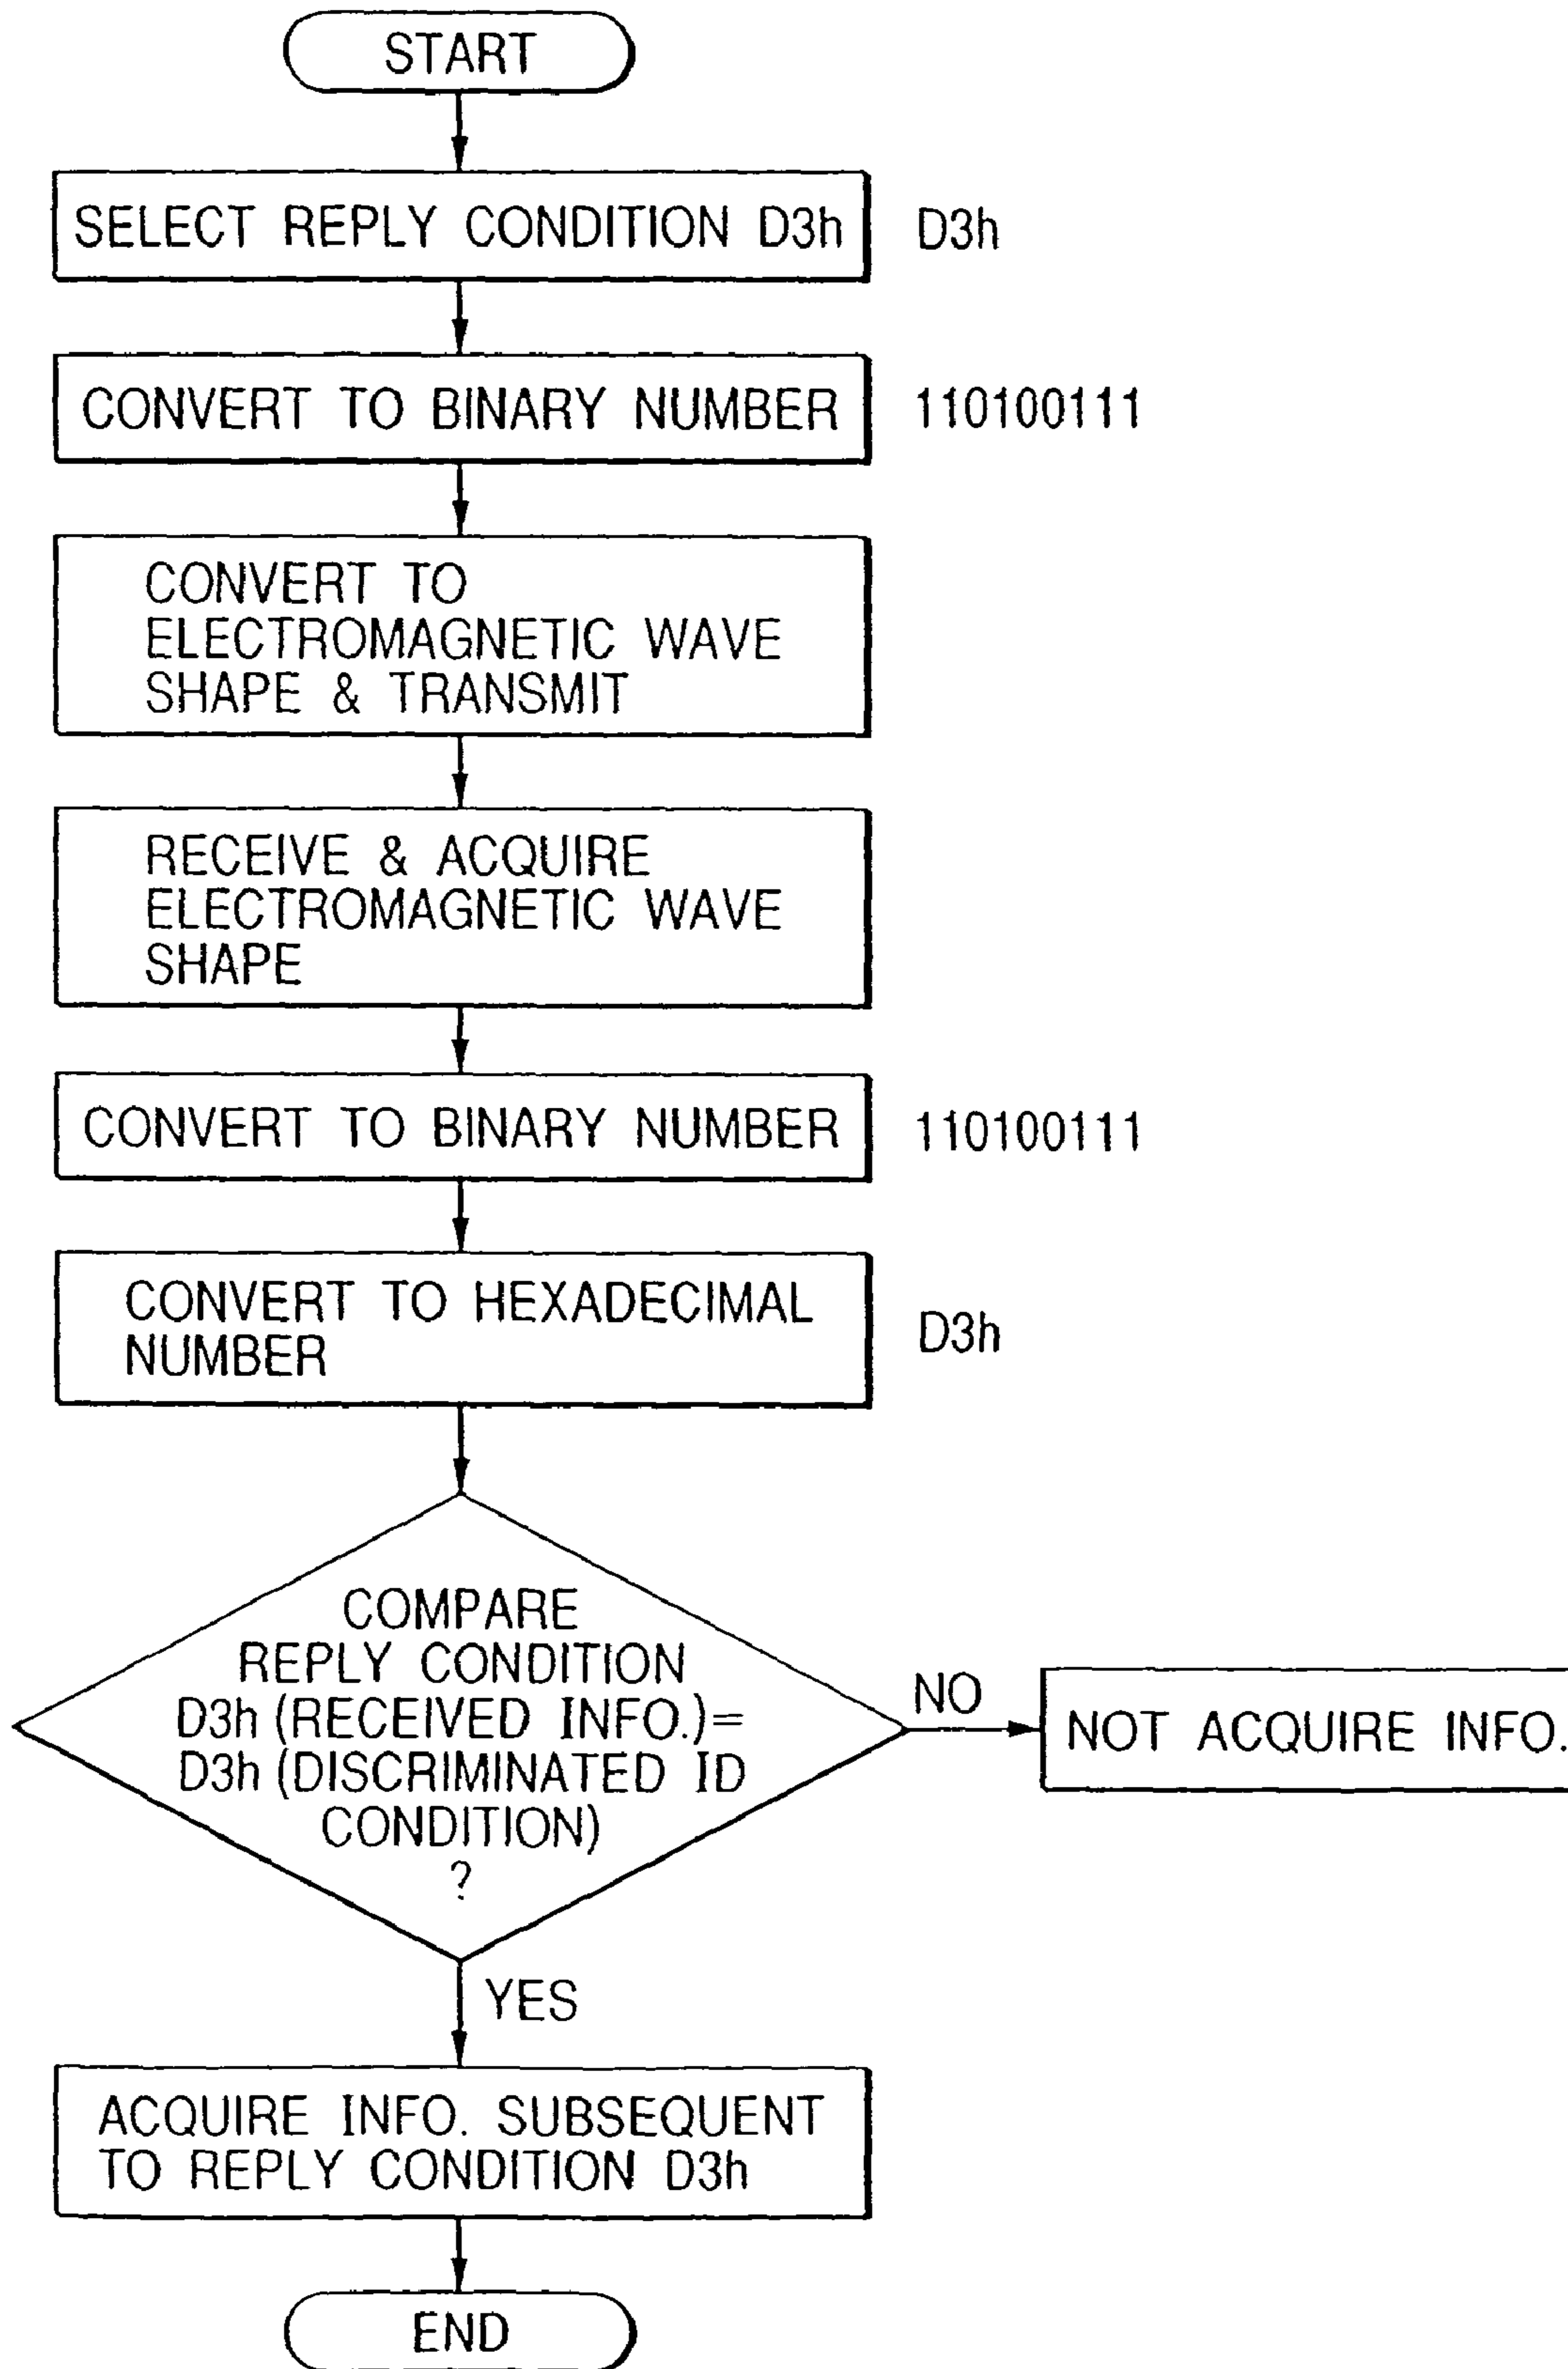 START
SELECT REPLY CONDITION D3h
D3h
CONVERT TO BINARY NUMBER
110100111
CONVERT TO
ELECTROMAGNETIC WAVE
SHAPE & TRANSMIT
RECEIVE & ACQUIRE
ELECTROMAGNETIC WAVE
SHAPE
CONVERT TO BINARY NUMBER
110100111
CONVERT TO HEXADECIMAL
NUMBER
D3h
COMPARE
REPLY CONDITION
D3h (RECEIVED INFO.)=
D3h (DISCRIMINATED ID
CONDITION)
?
NO
NOT ACQUIRE INFO.
YES
ACQUIRE INFO. SUBSEQUENT
TO REPLY CONDITION D3h
END